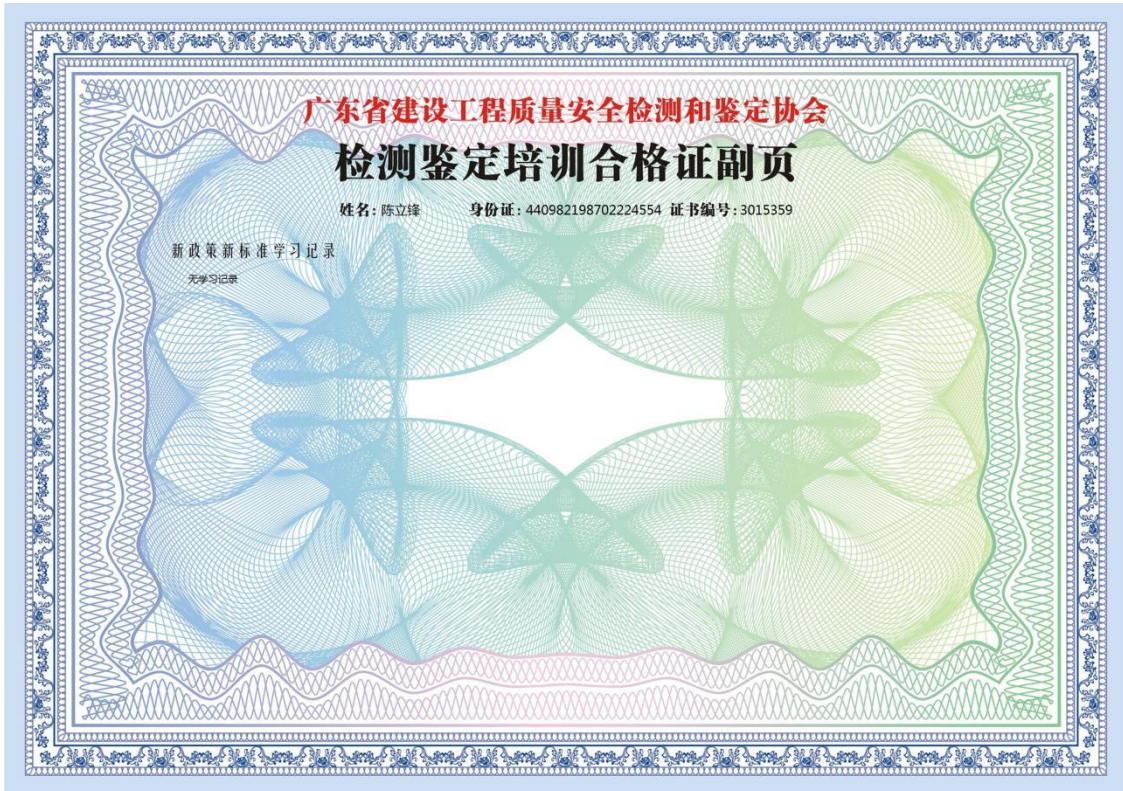 广东省建设工程质量安全检测和鉴定协会
检测鉴定培训合格证副页
姓名:陈立锋 身份证:440982198702224554 证书编号:3015359
新政策新标准学习记录
无学习记录